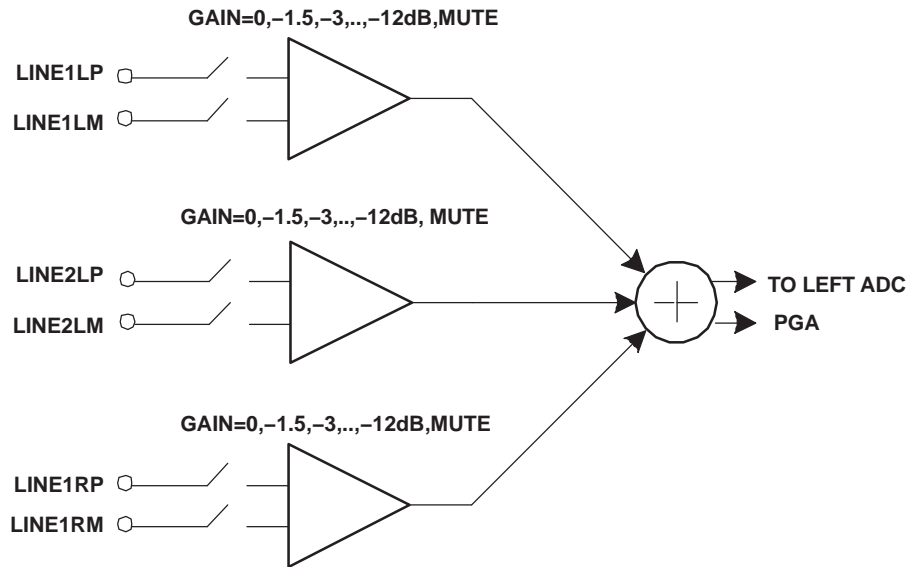 GAIN=0,–1.5,–3,..,–12dB,MUTE
LINE1LP
LINE1LM
GAIN=0,–1.5,–3,..,–12dB, MUTE
LINE2LP
LINE2LM
TO LEFT ADC
PGA
GAIN=0,–1.5,–3,..,–12dB,MUTE
LINE1RP
LINE1RM